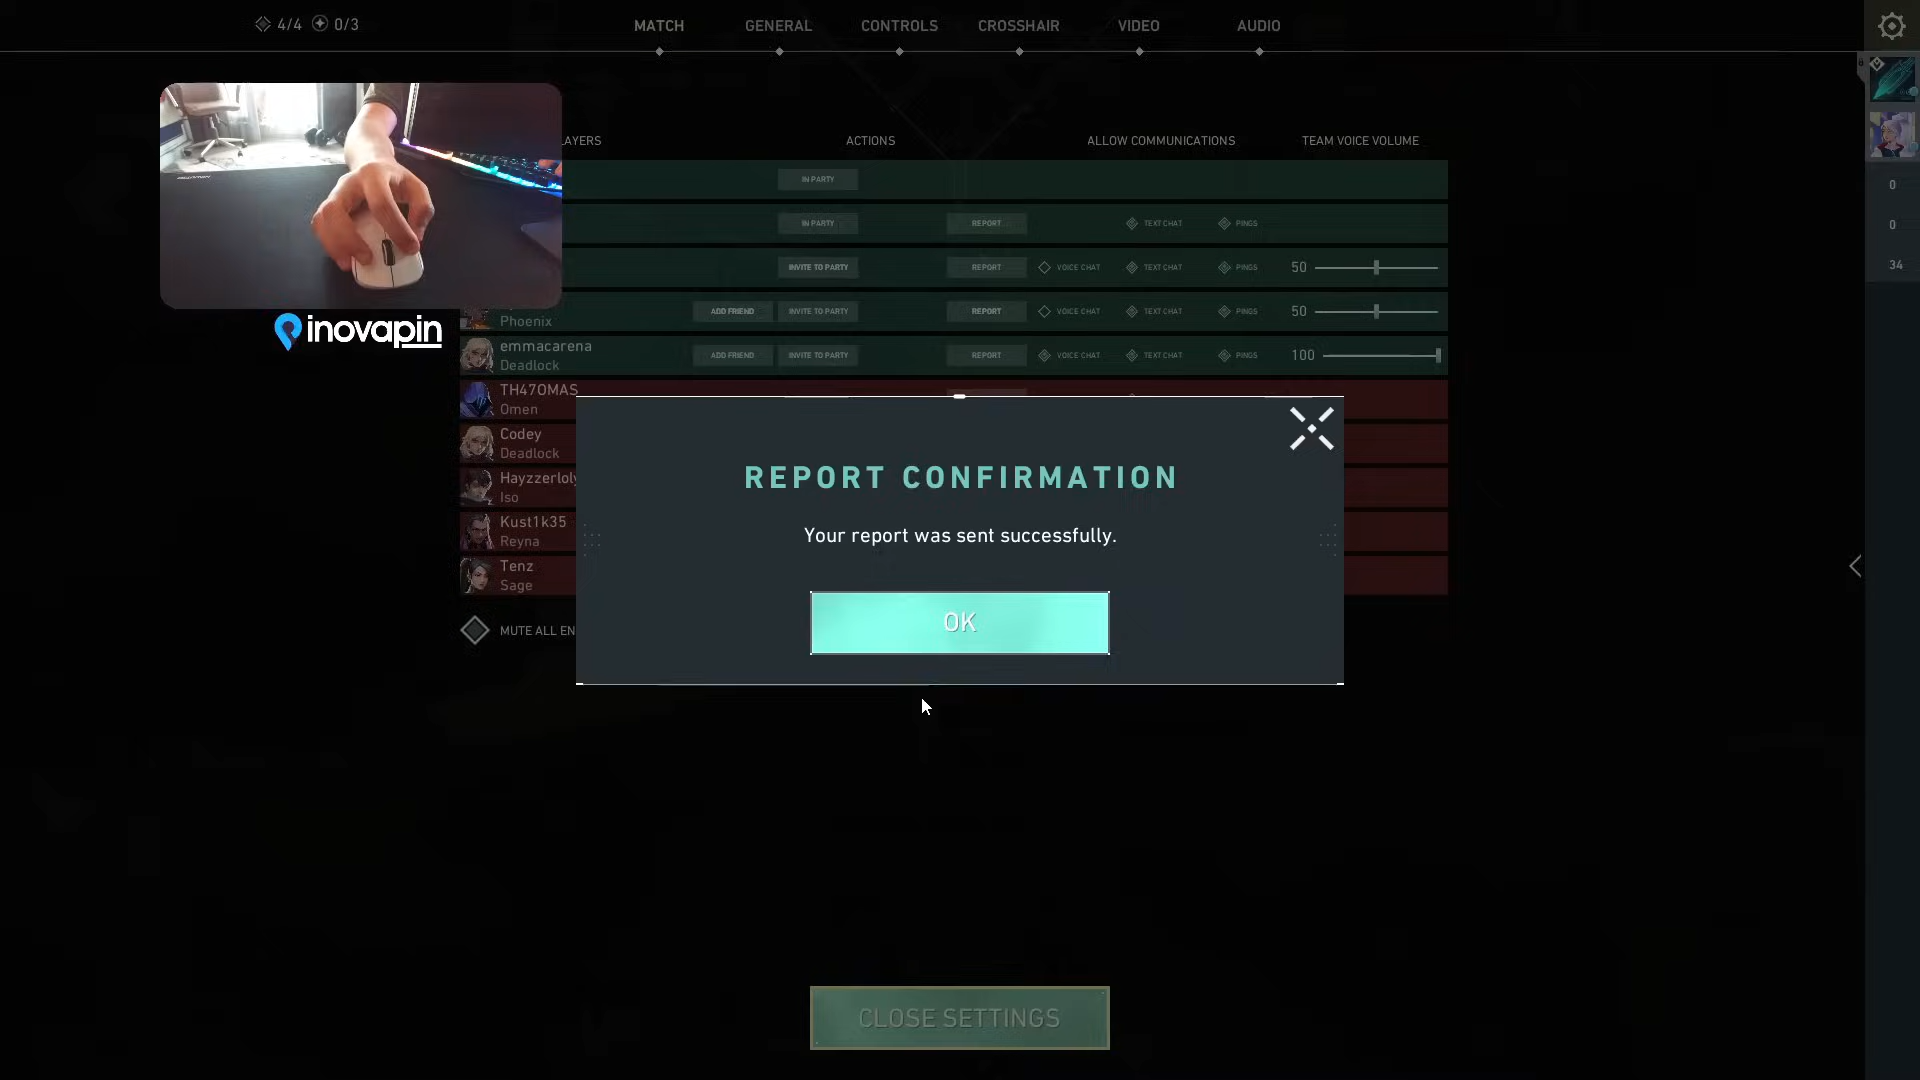 4/4 0/3
MATCH GENERAL CONTROLS CROSSHAIR VIDEO AUDIO
LAYERS ACTIONS ALLOW COMMUNICATIONS TEAM VOICE VOLUME
IN PARTY
IN PARTY REPORT TEXT CHAT PINGS
INVITE TO PARTY REPORT VOICE CHAT TEXT CHAT PINGS 50
Phoenix ADD FRIEND INVITE TO PARTY REPORT VOICE CHAT TEXT CHAT PINGS 50
inovapin
emmacarena
Deadlock ADD FRIEND INVITE TO PARTY REPORT VOICE CHAT TEXT CHAT PINGS 100
TH47OMAS
Omen
Codey
Deadlock
Hayzzerloly
Iso
Kust1k35
Reyna
Tenz
Sage
MUTE ALL EN
REPORT CONFIRMATION
Your report was sent successfully.
OK
CLOSE SETTINGS
0
0
34